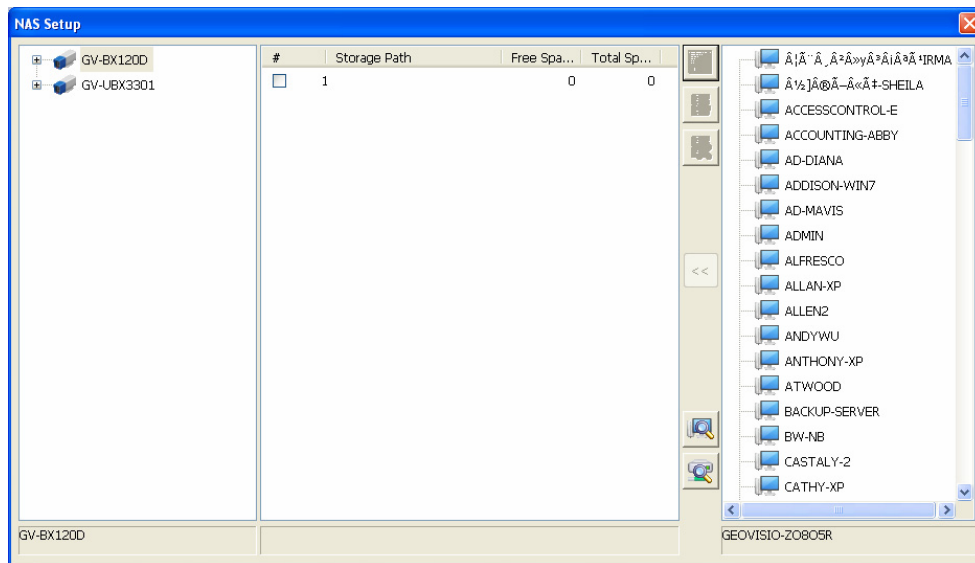 NAS Setup
GV-BX120D
GV-UBX3301
# Storage Path Free Spa... Total Sp...
1 0 0
<<
IRMA
SHEILA
ACCESSCONTROL-E
ACCOUNTING-ABBY
AD-DIANA
ADDISON-WIN7
AD-MAVIS
ADMIN
ALFRESCO
ALLAN-XP
ALLEN2
ANDYWU
ANTHONY-XP
ATWOOD
BACKUP-SERVER
BW-NB
CASTALY-2
CATHY-XP
GV-BX120D
GEOVISIO-ZO8O5R